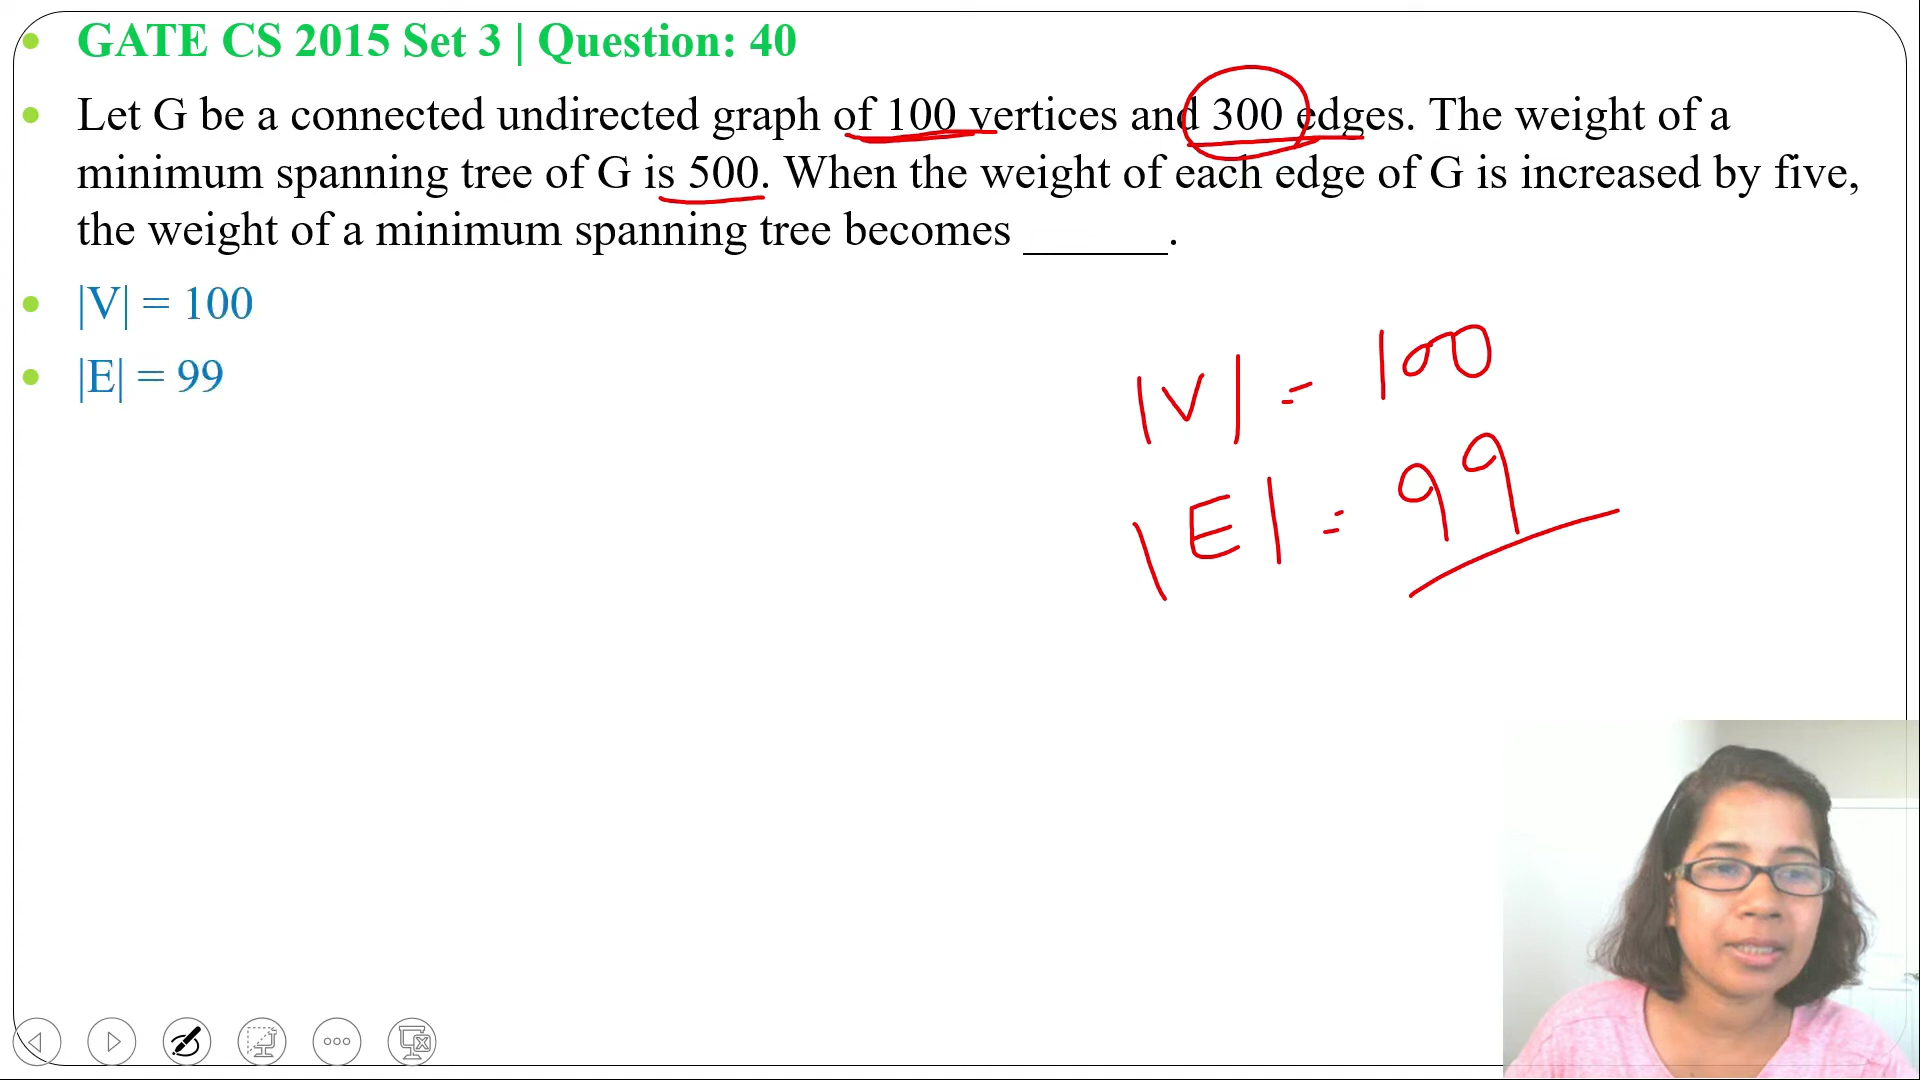 GATE CS 2015 Set 3 | Question: 40
Let G be a connected undirected graph of 100 vertices and 300 edges. The weight of a
minimum spanning tree of G is 500. When the weight of each edge of G is increased by five,
the weight of a minimum spanning tree becomes ______.
|V| = 100
|E| = 99
|V| = 100
|E| = 99